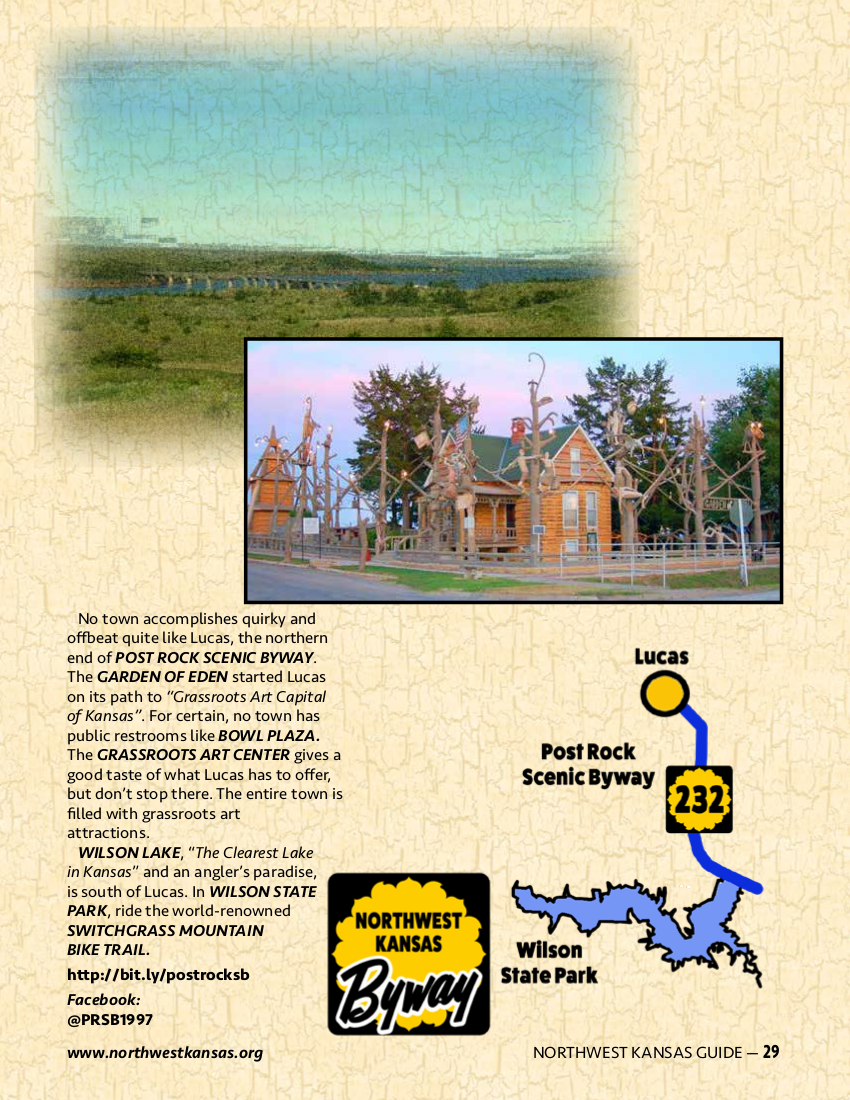 No town accomplishes quirky and
offbeat quite like Lucas, the northern
end of POST ROCK SCENIC BYWAY.
The GARDEN OF EDEN started Lucas
on its path to “Grassroots Art Capital
of Kansas”. For certain, no town has
public restrooms like BOWL PLAZA.
The GRASSROOTS ART CENTER gives a
good taste of what Lucas has to offer,
but don’t stop there. The entire town is
filled with grassroots art
attractions.
WILSON LAKE, “The Clearest Lake
in Kansas” and an angler’s paradise,
is south of Lucas. In WILSON STATE
PARK, ride the world-renowned
SWITCHGRASS MOUNTAIN
BIKE TRAIL.
http://bit.ly/postrocksb
Facebook:
@PRSB1997
Lucas
Post Rock
Scenic Byway
232
Wilson
State Park
NORTHWEST
KANSAS
Byway
www.northwestkansas.org
NORTHWEST KANSAS GUIDE — 29